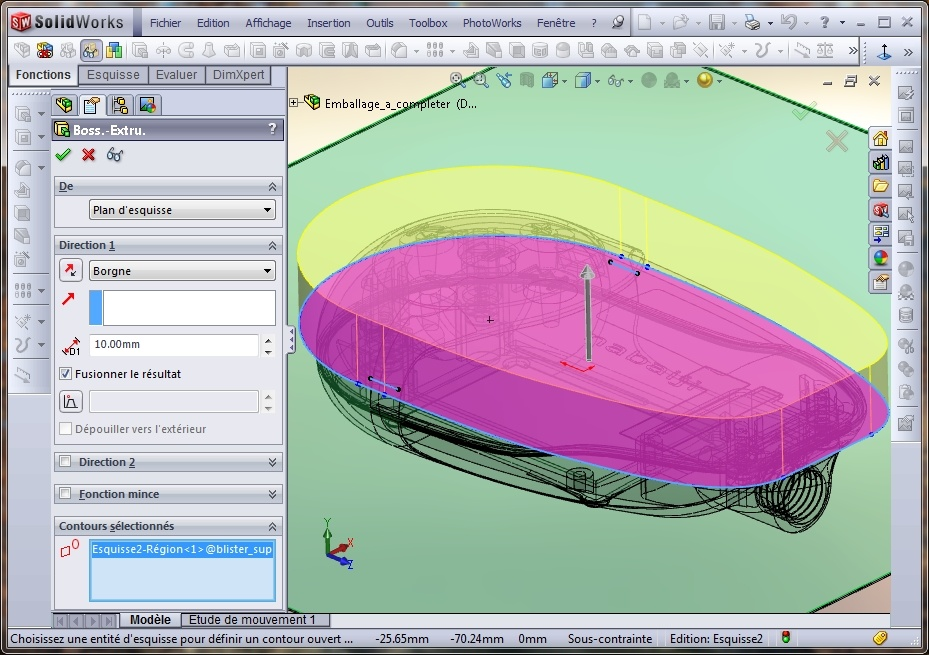 SolidWorks Fichier Edition Affichage Insertion Outils Toolbox PhotoWorks Fenêtre ?
Fonctions Esquisse Evaluer DimXpert
Emballage_a_completer (D...
Boss.-Extru. ?
De
Plan d'esquisse
Direction 1
Borgne
D1 10.00mm
Fusionner le résultat
Dépouiller vers l'extérieur
Direction 2
Fonction mince
Contours sélectionnés
Esquisse2-Région<1>@blister_sup
Y
X
Z
Modèle Etude de mouvement 1
Choisissez une entité d'esquisse pour définir un contour ouvert ... -25.65mm -70.24mm 0mm Sous-contrainte Edition: Esquisse2